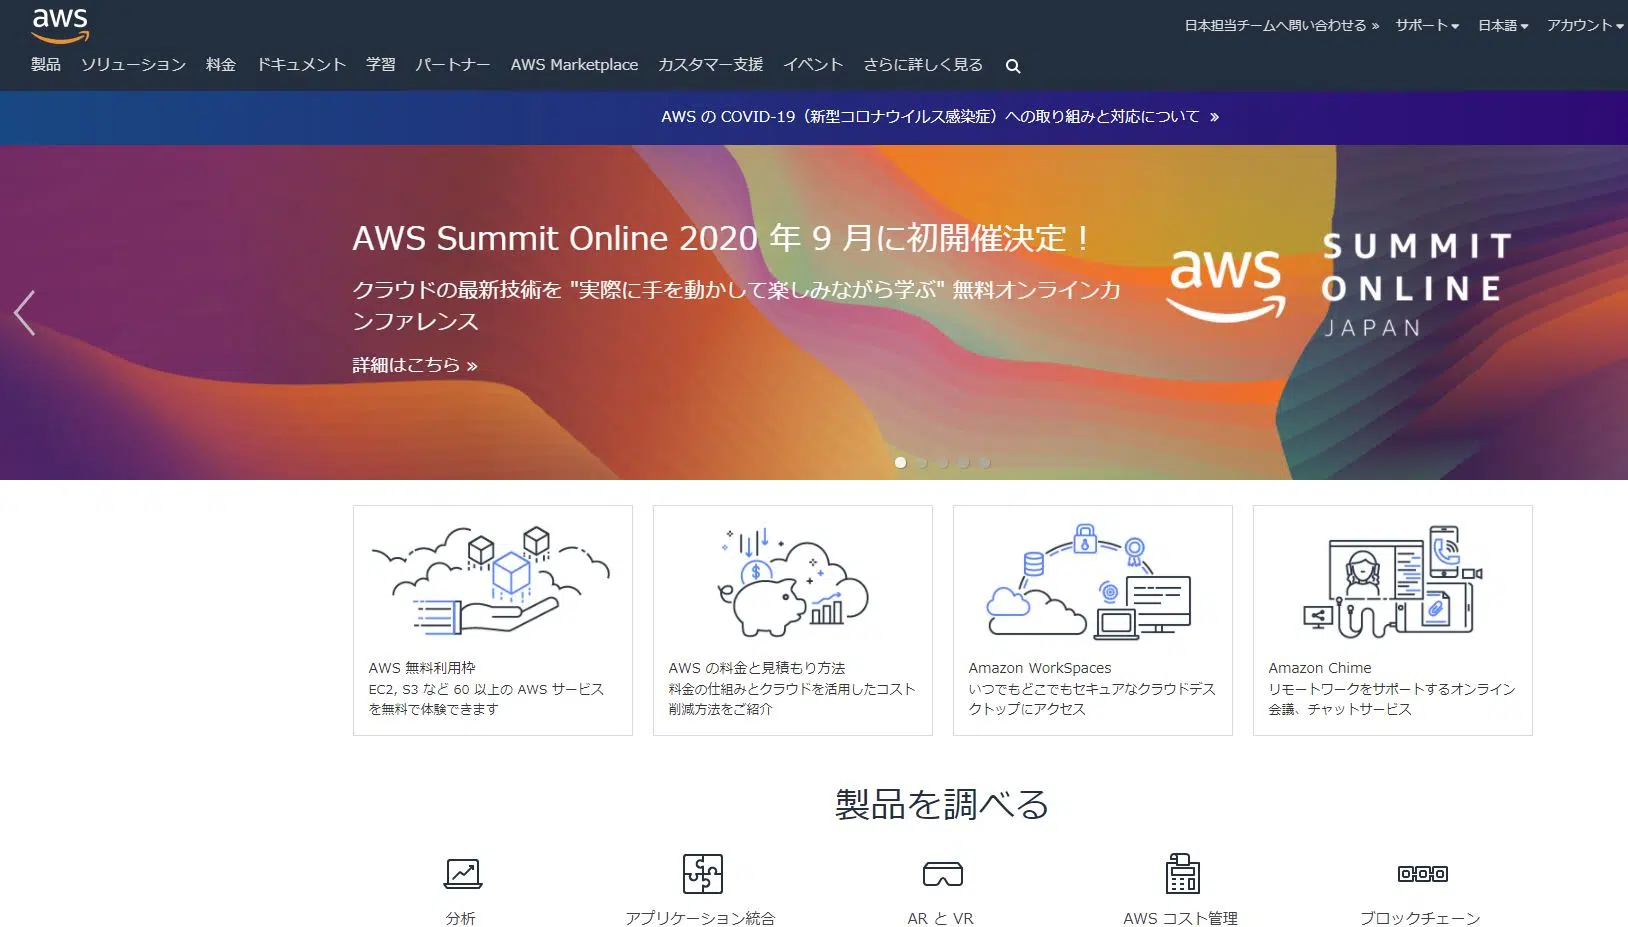 aws
日本担当チームへ問い合わせる »
サポート
日本語
アカウント
製品
ソリューション
料金
ドキュメント
学習
パートナー
AWS Marketplace
カスタマー支援
イベント
さらに詳しく見る
AWS の COVID-19（新型コロナウイルス感染症）への取り組みと対応について »
AWS Summit Online 2020 年 9 月に初開催決定！
クラウドの最新技術を "実際に手を動かして楽しみながら学ぶ" 無料オンラインカ
ンファレンス
詳細はこちら »
aws
SUMMIT
ONLINE
JAPAN
AWS 無料利用枠
EC2, S3 など 60 以上の AWS サービス
を無料で体験できます
AWS の料金と見積もり方法
料金の仕組みとクラウドを活用したコスト
削減方法をご紹介
Amazon WorkSpaces
いつでもどこでもセキュアなクラウドデス
クトップにアクセス
Amazon Chime
リモートワークをサポートするオンライン
会議、チャットサービス
製品を調べる
分析
アプリケーション統合
AR と VR
AWS コスト管理
ブロックチェーン